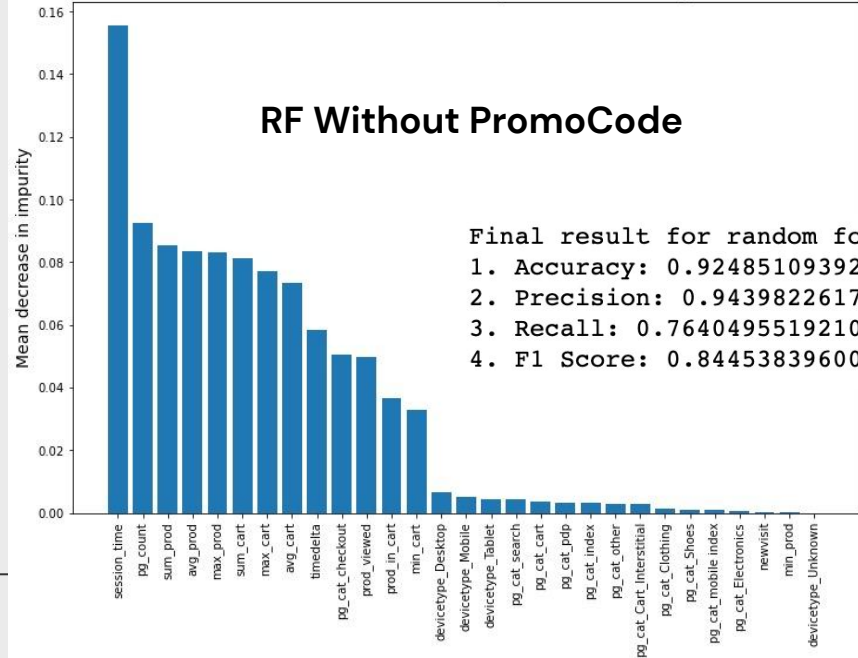 0.16
0.14
0.12
0.10
0.08
0.06
0.04
0.02
0.00
Mean decrease in impurity
RF Without PromoCode
Final result for random fo
1. Accuracy: 0.92485109392
2. Precision: 0.9439822617
3. Recall: 0.7640495519210
4. F1 Score: 0.84453839600
session_time
pg_count
sum_prod
avg_prod
max_prod
sum_cart
max_cart
avg_cart
timedelta
pg_cat_checkout
prod_viewed
prod_in_cart
min_cart
devicetype_Desktop
devicetype_Mobile
devicetype_Tablet
pg_cat_search
pg_cat_cart
pg_cat_pdp
pg_cat_index
pg_cat_other
pg_cat_Cart_Interstitial
pg_cat_Clothing
pg_cat_Shoes
pg_cat_mobile index
pg_cat_Electronics
newvisit
min_prod
devicetype_Unknown